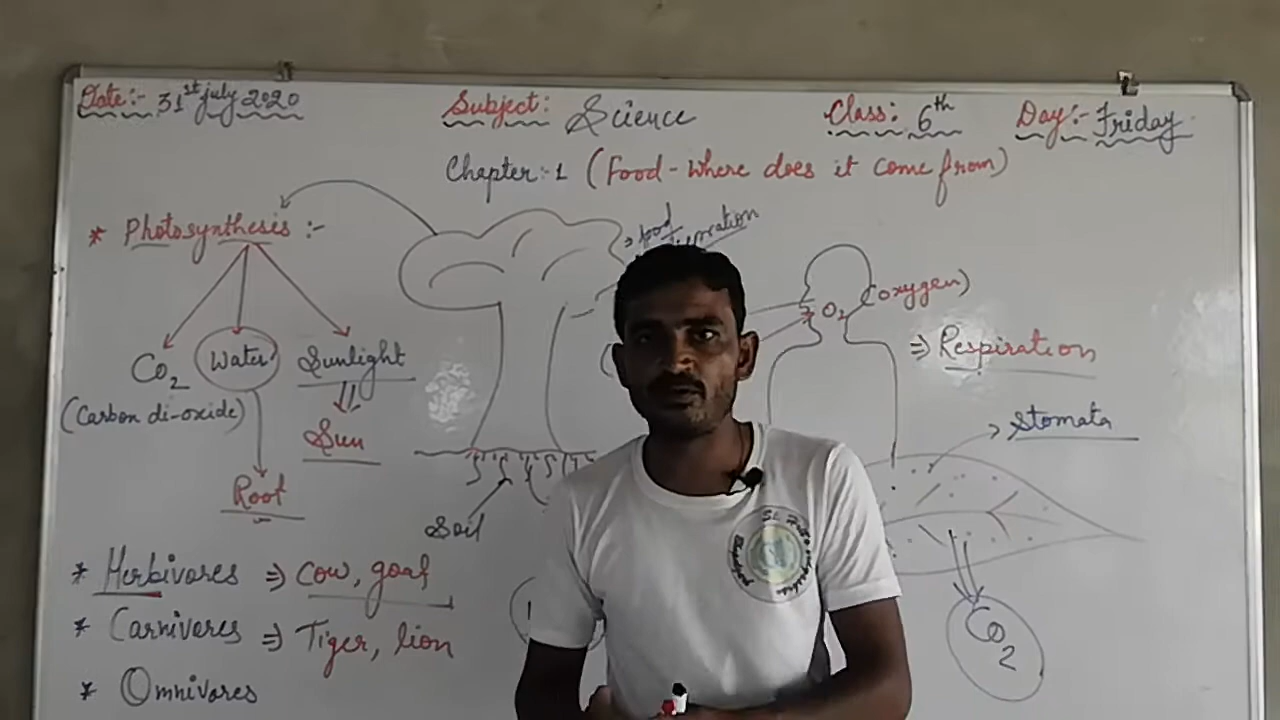 Date:- 31st july 2020
Subject: Science
Class: 6th
Day:- Friday
Chapter:-1 (Food - Where does it come from)
* Photosynthesis :-
food
CO2
Water
Sunlight
(Carbon di-oxide)
Sun
Root
Soil
O2
(oxygen)
⇒ Respiration
Stomata
CO2
* Herbivores ⇒ Cow, goat
* Carnivores ⇒ Tiger, lion
* Omnivores